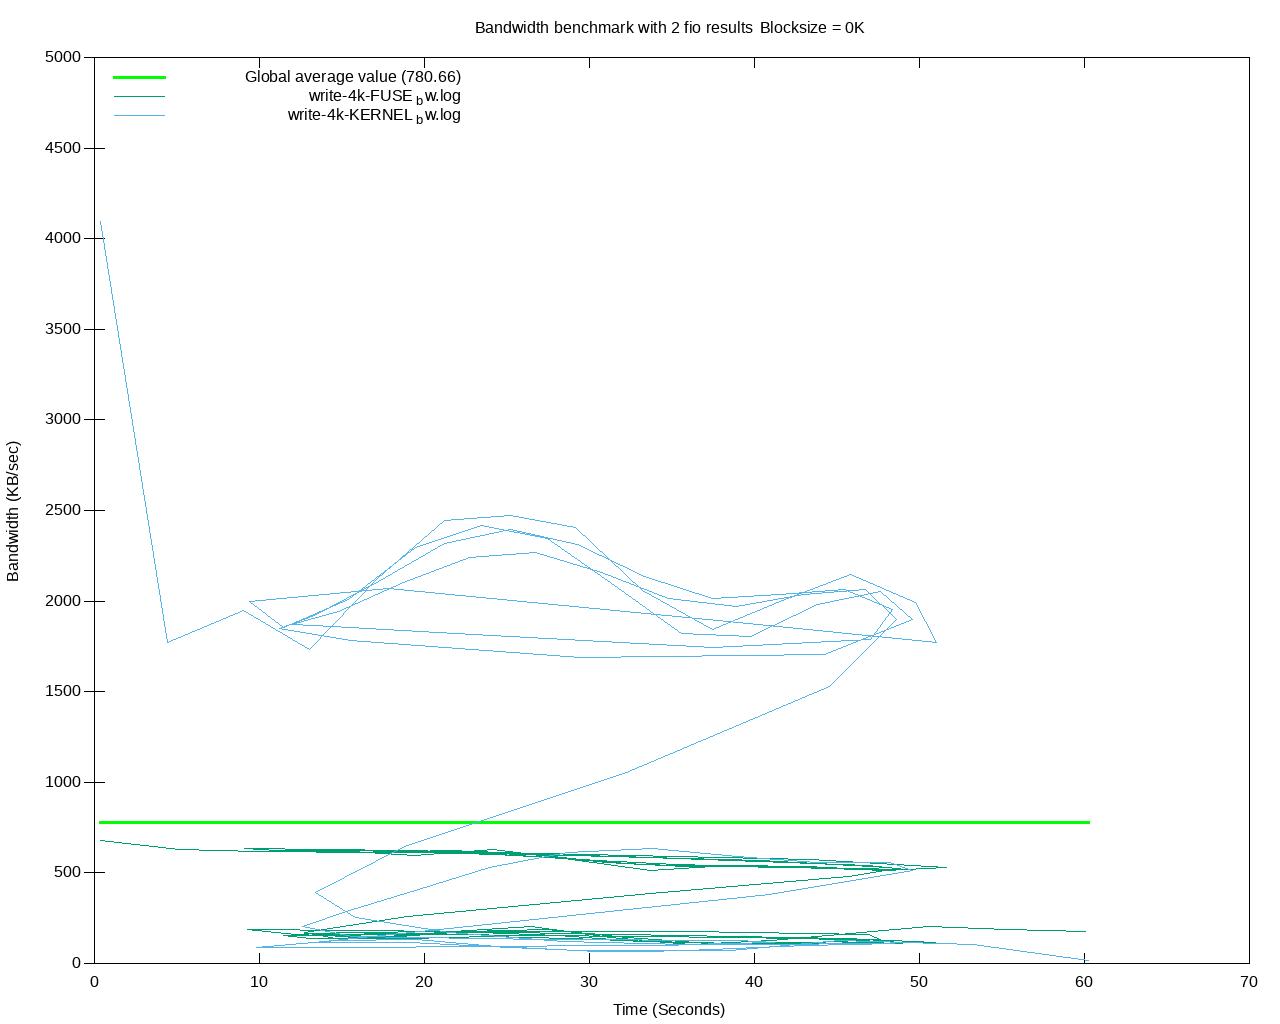 Bandwidth benchmark with 2 fio results Blocksize = 0K
Global average value (780.66)
write-4k-FUSE bw.log
write-4k-KERNEL bw.log
5000
4500
4000
3500
3000
2500
2000
1500
1000
500
0
Bandwidth (KB/sec)
0 10 20 30 40 50 60 70
Time (Seconds)